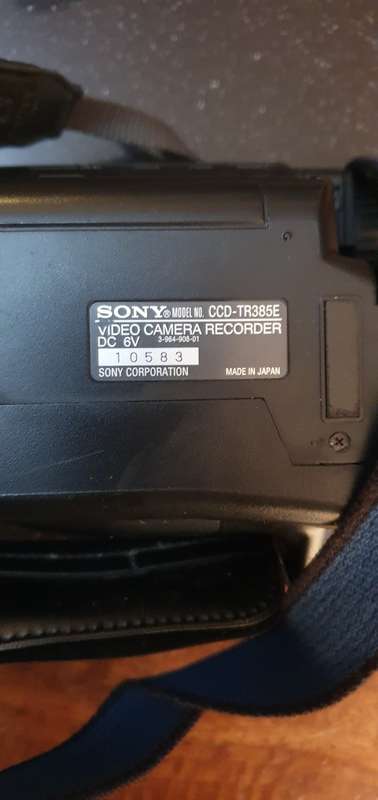 SONY® MODEL NO. CCD-TR385E
VIDEO CAMERA RECORDER
DC 6V 3-964-908-01
10583
SONY CORPORATION MADE IN JAPAN